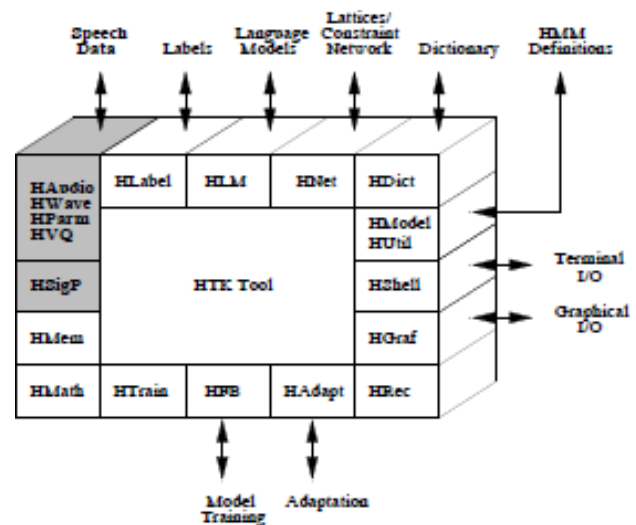 Speech
Data
Labels
Language
Models
Lattices/
Constraint
Network
Dictionary
HMM
Definitions
HAudio
HWave
HParm
HVQ
HLabel
HLM
HNet
HDict
HModel
HUtil
HSigP
HTK Tool
HShell
Terminal
I/O
Graphical
I/O
HMem
HGraf
HMath
HTrain
HFB
HAdapt
HRec
Model
Training
Adaptation